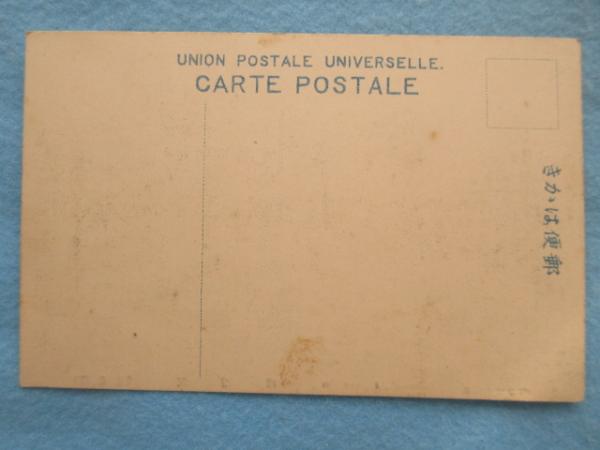 UNION POSTALE UNIVERSELLE.
CARTE POSTALE
きかは便郵